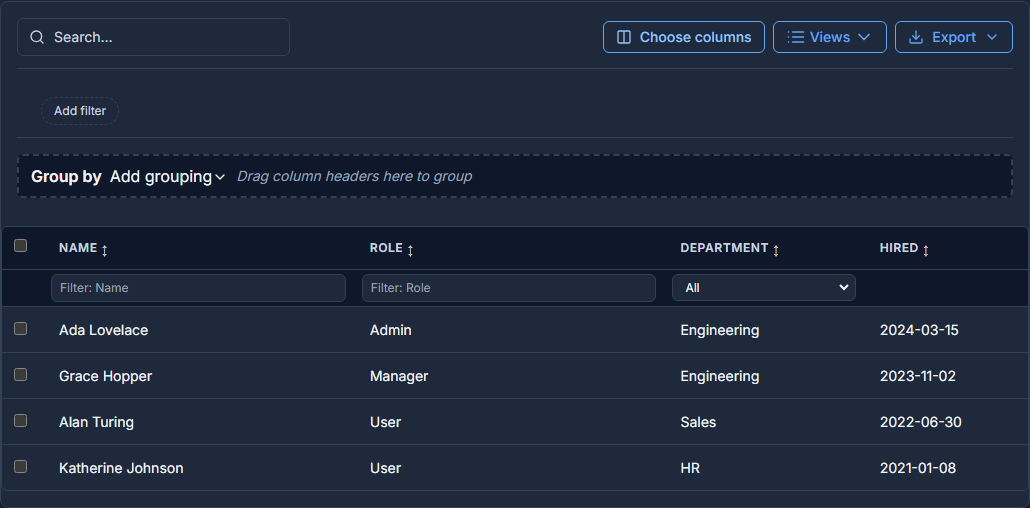 Search... Choose columns Views Export
Add filter
Group by Add grouping Drag column headers here to group
NAME ROLE DEPARTMENT HIRED
Filter: Name Filter: Role All
Ada Lovelace Admin Engineering 2024-03-15
Grace Hopper Manager Engineering 2023-11-02
Alan Turing User Sales 2022-06-30
Katherine Johnson User HR 2021-01-08